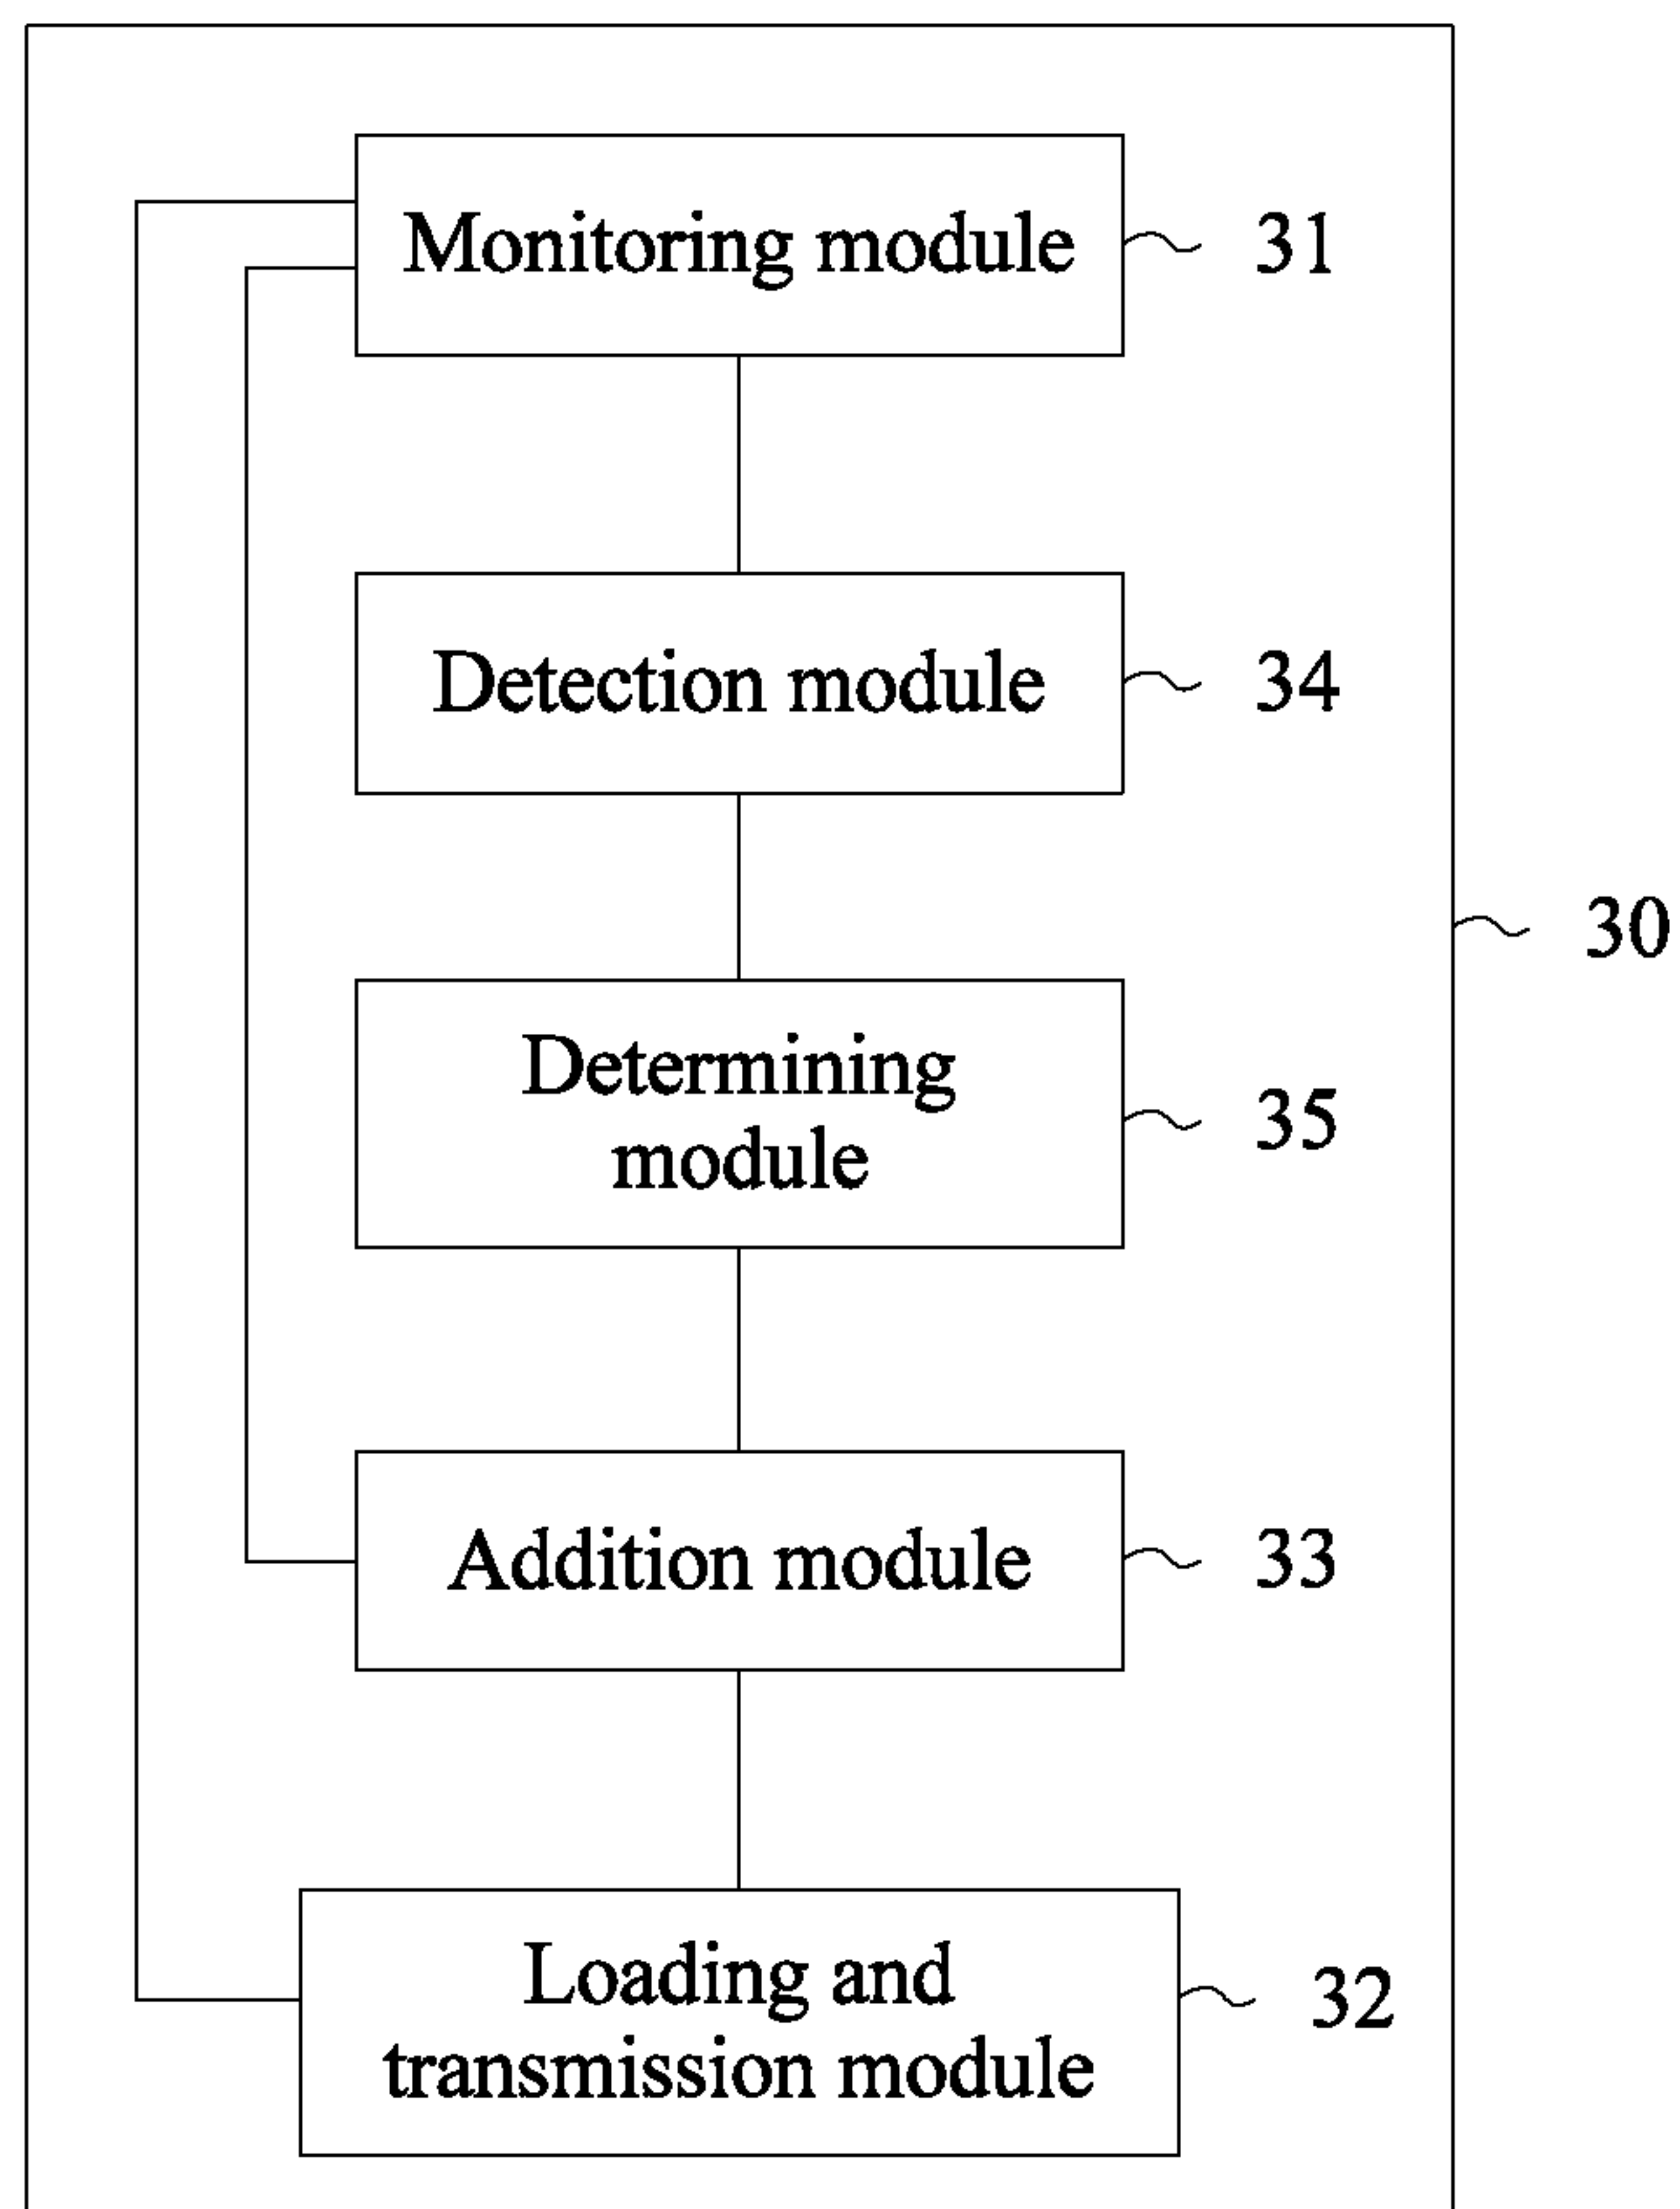 Monitoring module
31
Detection module
34
30
Determining
module
35
Addition module
33
Loading and
transmission module
32